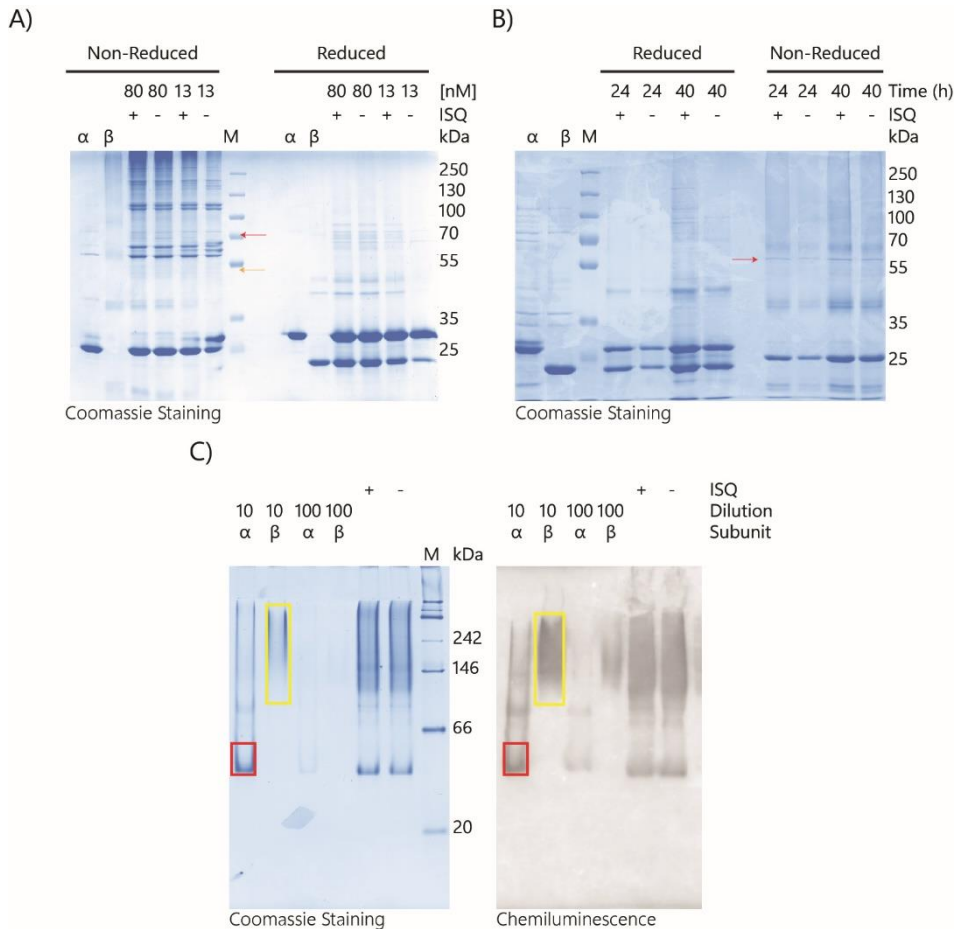 A)
Non-Reduced Reduced
80 80 13 13 80 80 13 13 [nM]
+ - + - + - + - ISQ
α β M α β kDa
250
130
100
70
55
35
25
Coomassie Staining
B)
Reduced Non-Reduced
24 24 40 40 24 24 40 40 Time (h)
+ - + - + - + - ISQ
α β M kDa
250
130
100
70
55
35
25
Coomassie Staining
C)
+ - + - ISQ
10 10 100 100 10 10 100 100 Dilution
α β α β α β α β Subunit
M kDa
242
146
66
20
Coomassie Staining Chemiluminescence